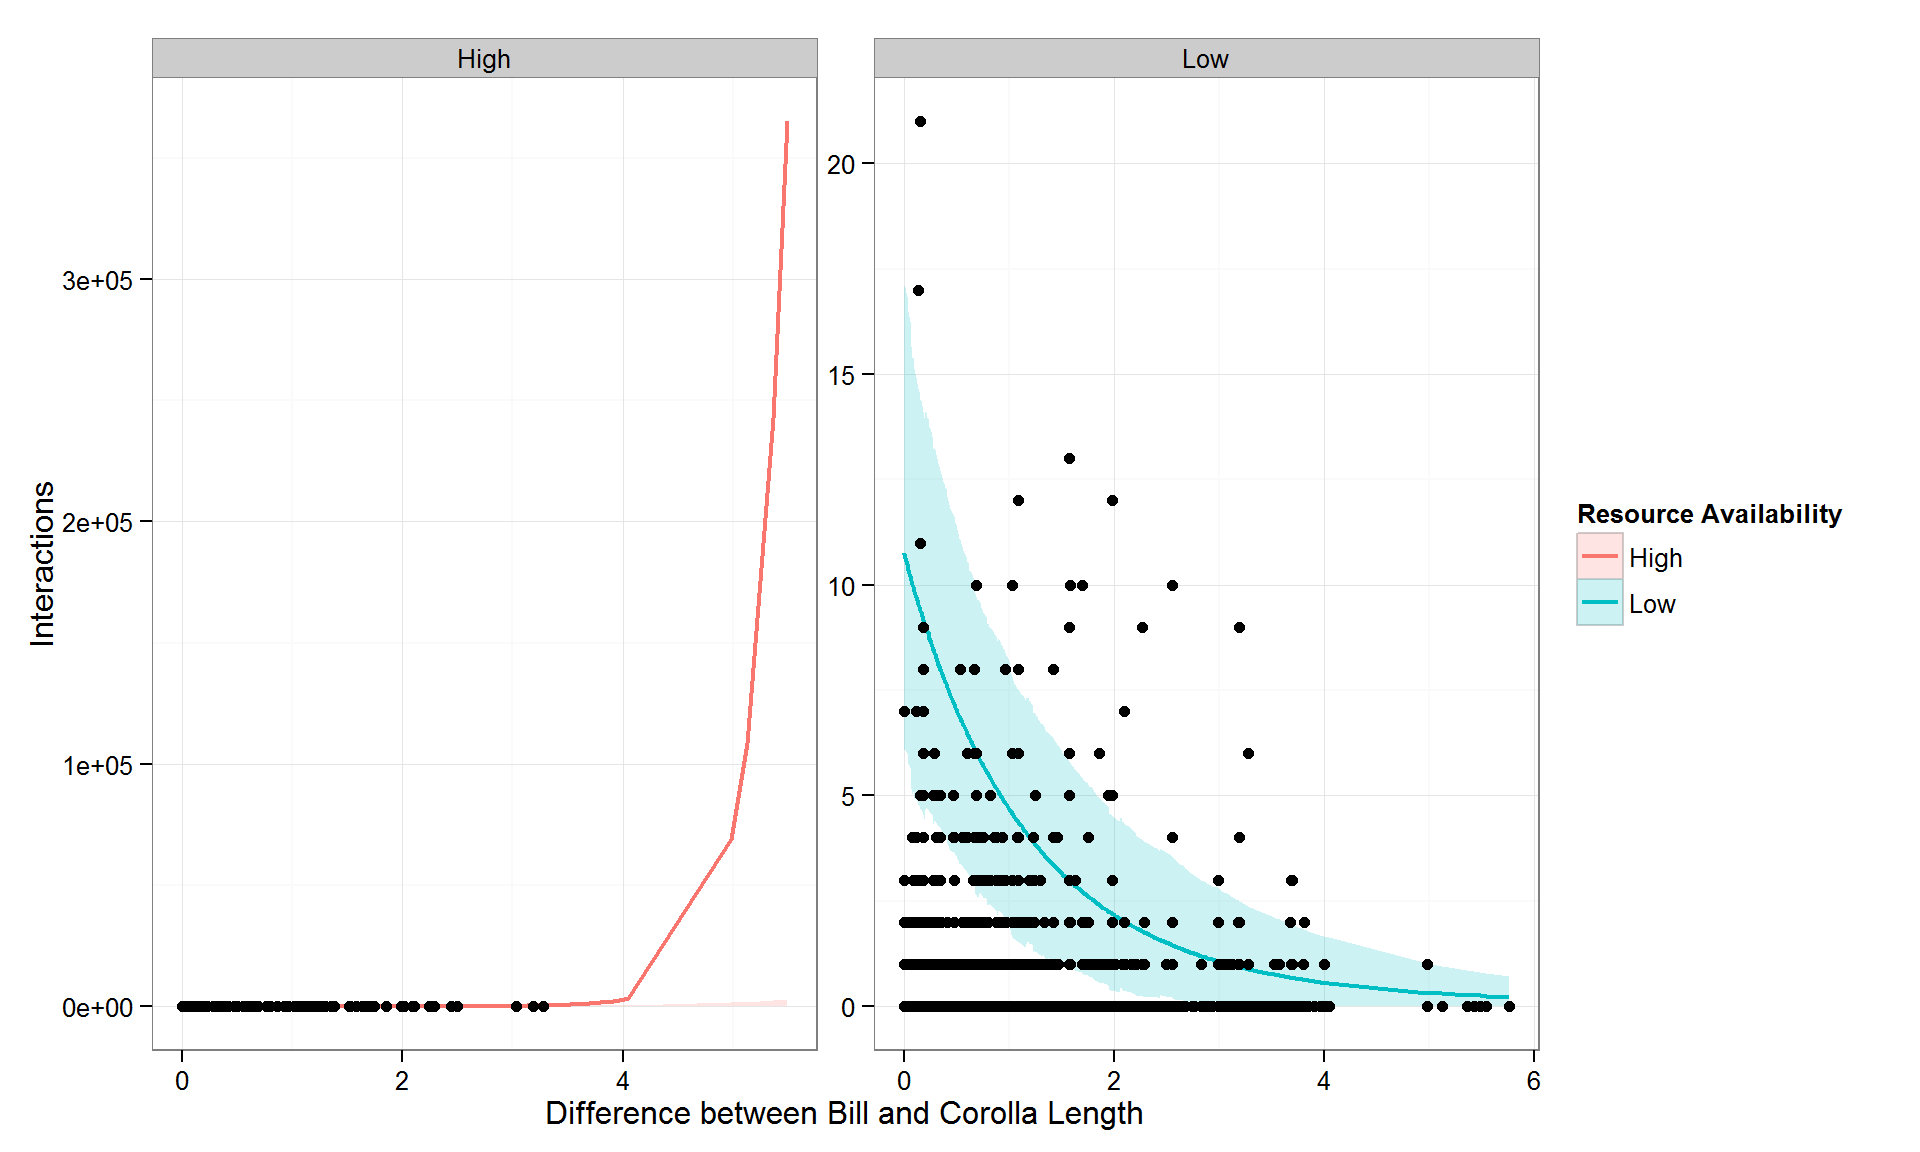 High
Low
Interactions
3e+05
2e+05
1e+05
0e+00
20
15
10
5
0
0 2 4
0 2 4 6
Difference between Bill and Corolla Length
Resource Availability
High
Low